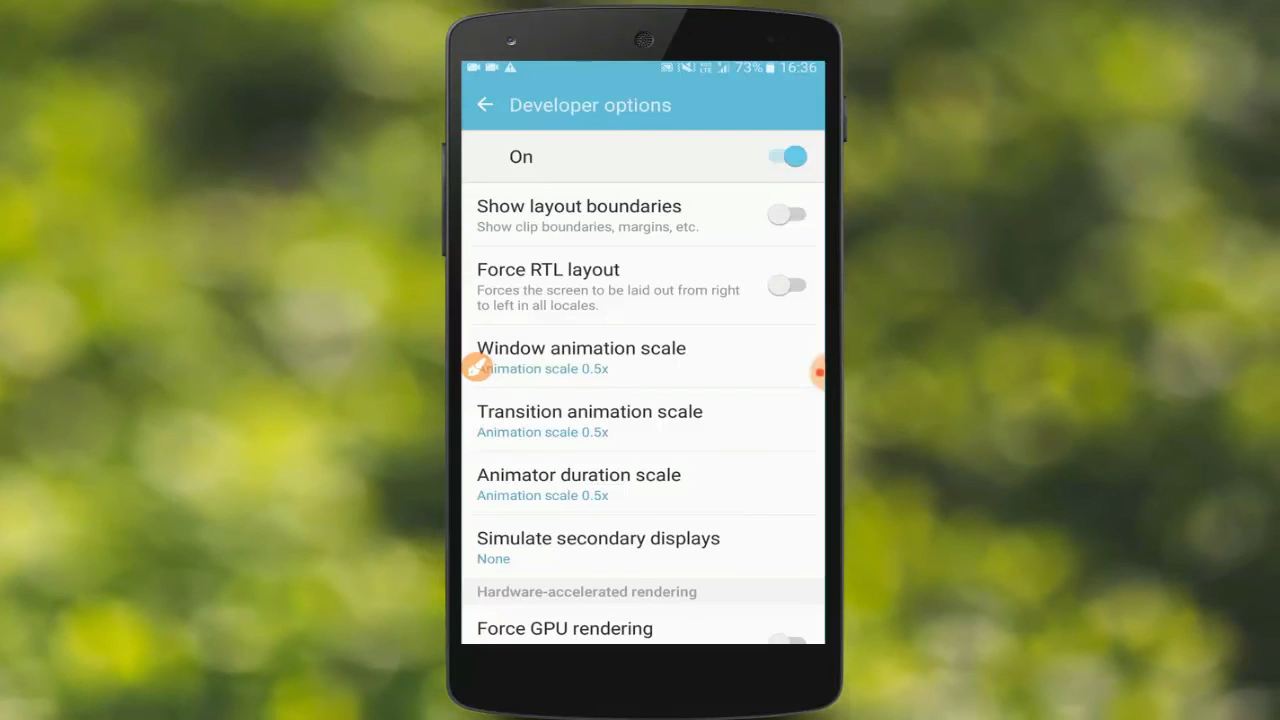 73% 16:36
Developer options
On
Show layout boundaries
Show clip boundaries, margins, etc.
Force RTL layout
Forces the screen to be laid out from right
to left in all locales.
Window animation scale
Animation scale 0.5x
Transition animation scale
Animation scale 0.5x
Animator duration scale
Animation scale 0.5x
Simulate secondary displays
None
Hardware-accelerated rendering
Force GPU rendering